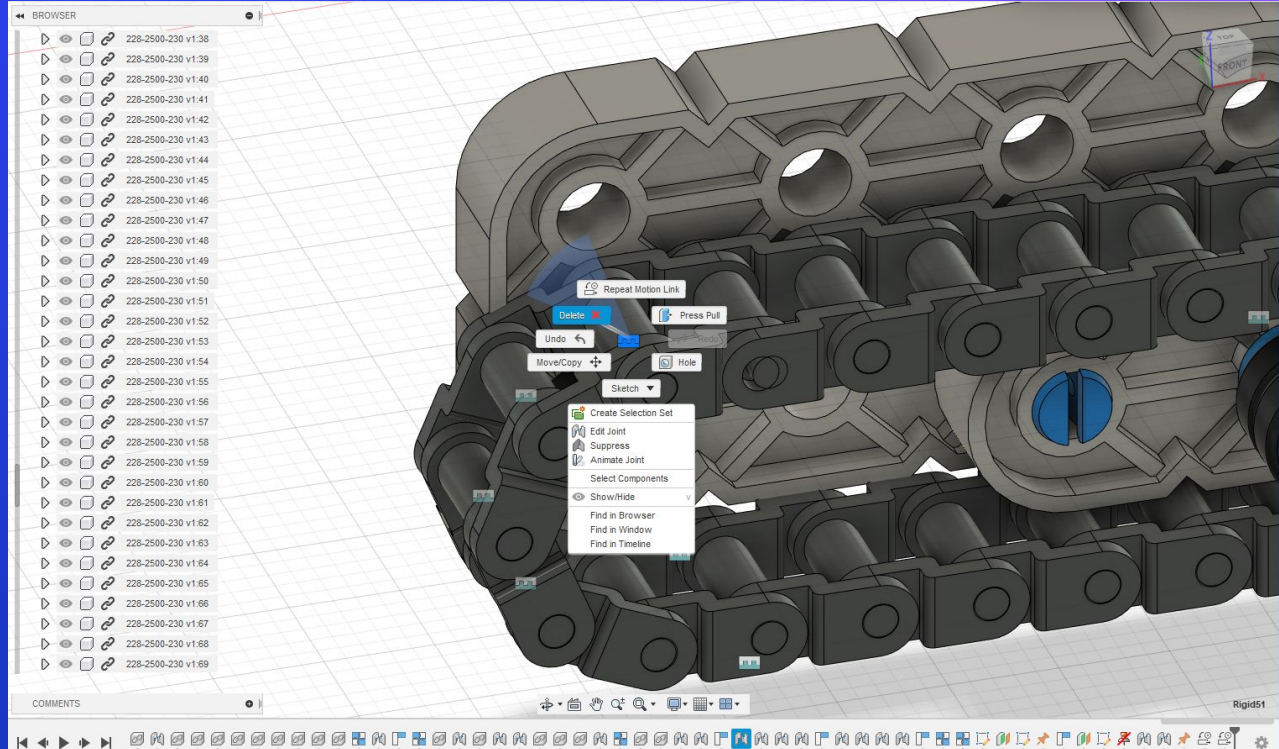 BROWSER
228-2500-230 v1:38
228-2500-230 v1:39
228-2500-230 v1:40
228-2500-230 v1:41
228-2500-230 v1:42
228-2500-230 v1:43
228-2500-230 v1:44
228-2500-230 v1:45
228-2500-230 v1:46
228-2500-230 v1:47
228-2500-230 v1:48
228-2500-230 v1:49
228-2500-230 v1:50
228-2500-230 v1:51
228-2500-230 v1:52
228-2500-230 v1:53
228-2500-230 v1:54
228-2500-230 v1:55
228-2500-230 v1:56
228-2500-230 v1:57
228-2500-230 v1:58
228-2500-230 v1:59
228-2500-230 v1:60
228-2500-230 v1:61
228-2500-230 v1:62
228-2500-230 v1:63
228-2500-230 v1:64
228-2500-230 v1:65
228-2500-230 v1:66
228-2500-230 v1:67
228-2500-230 v1:68
228-2500-230 v1:69
COMMENTS
Z
TOP
FRONT
X
Repeat Motion Link
Delete
Press Pull
Undo
Redo
Move/Copy
Hole
Sketch
Create Selection Set
Edit Joint
Suppress
Animate Joint
Select Components
Show/Hide
v
Find in Browser
Find in Window
Find in Timeline
Rigid51